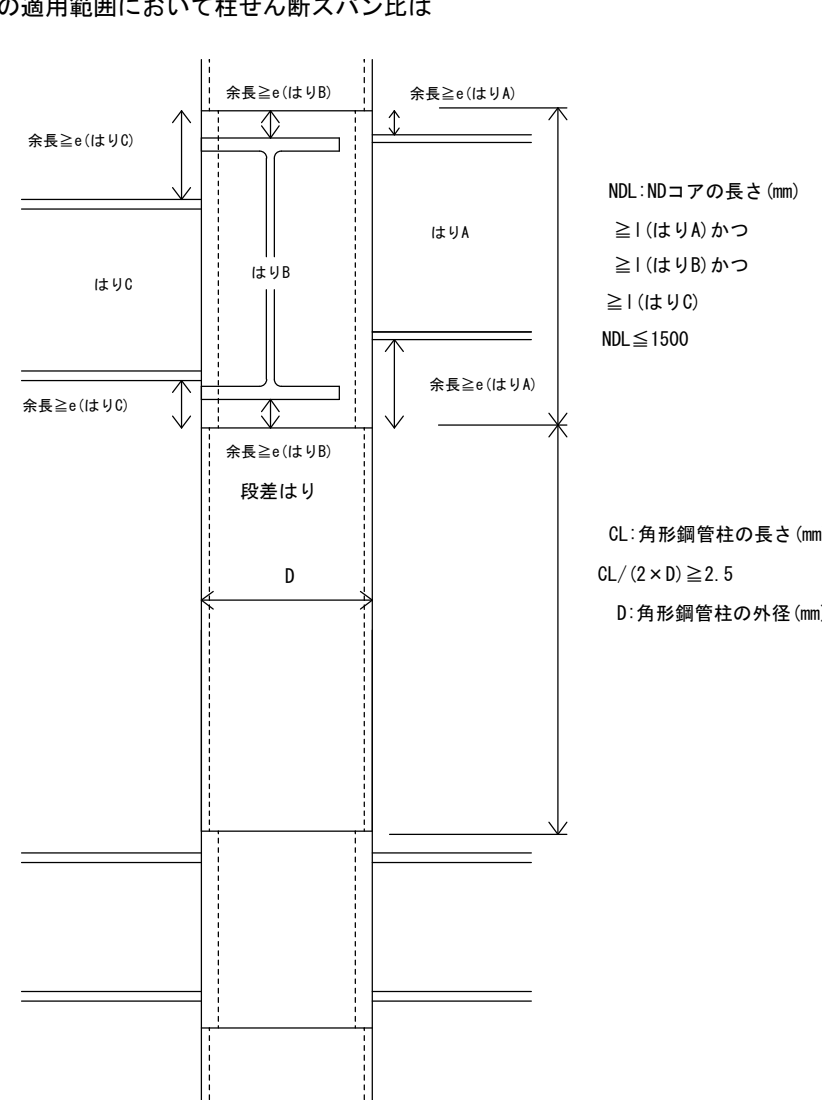 の適用範囲において柱せん断スパン比は
余長≧e(はりB)
余長≧e(はりA)
余長≧e(はりC)
NDL:NDコアの長さ(mm)
≧l(はりA)かつ
はりA
≧l(はりB)かつ
はりB
はりC
≧l(はりC)
NDL≦1500
余長≧e(はりA)
余長≧e(はりC)
余長≧e(はりB)
段差はり
CL:角形鋼管柱の長さ(mm
CL/(2×D)≧2.5
D
D:角形鋼管柱の外径(mm)